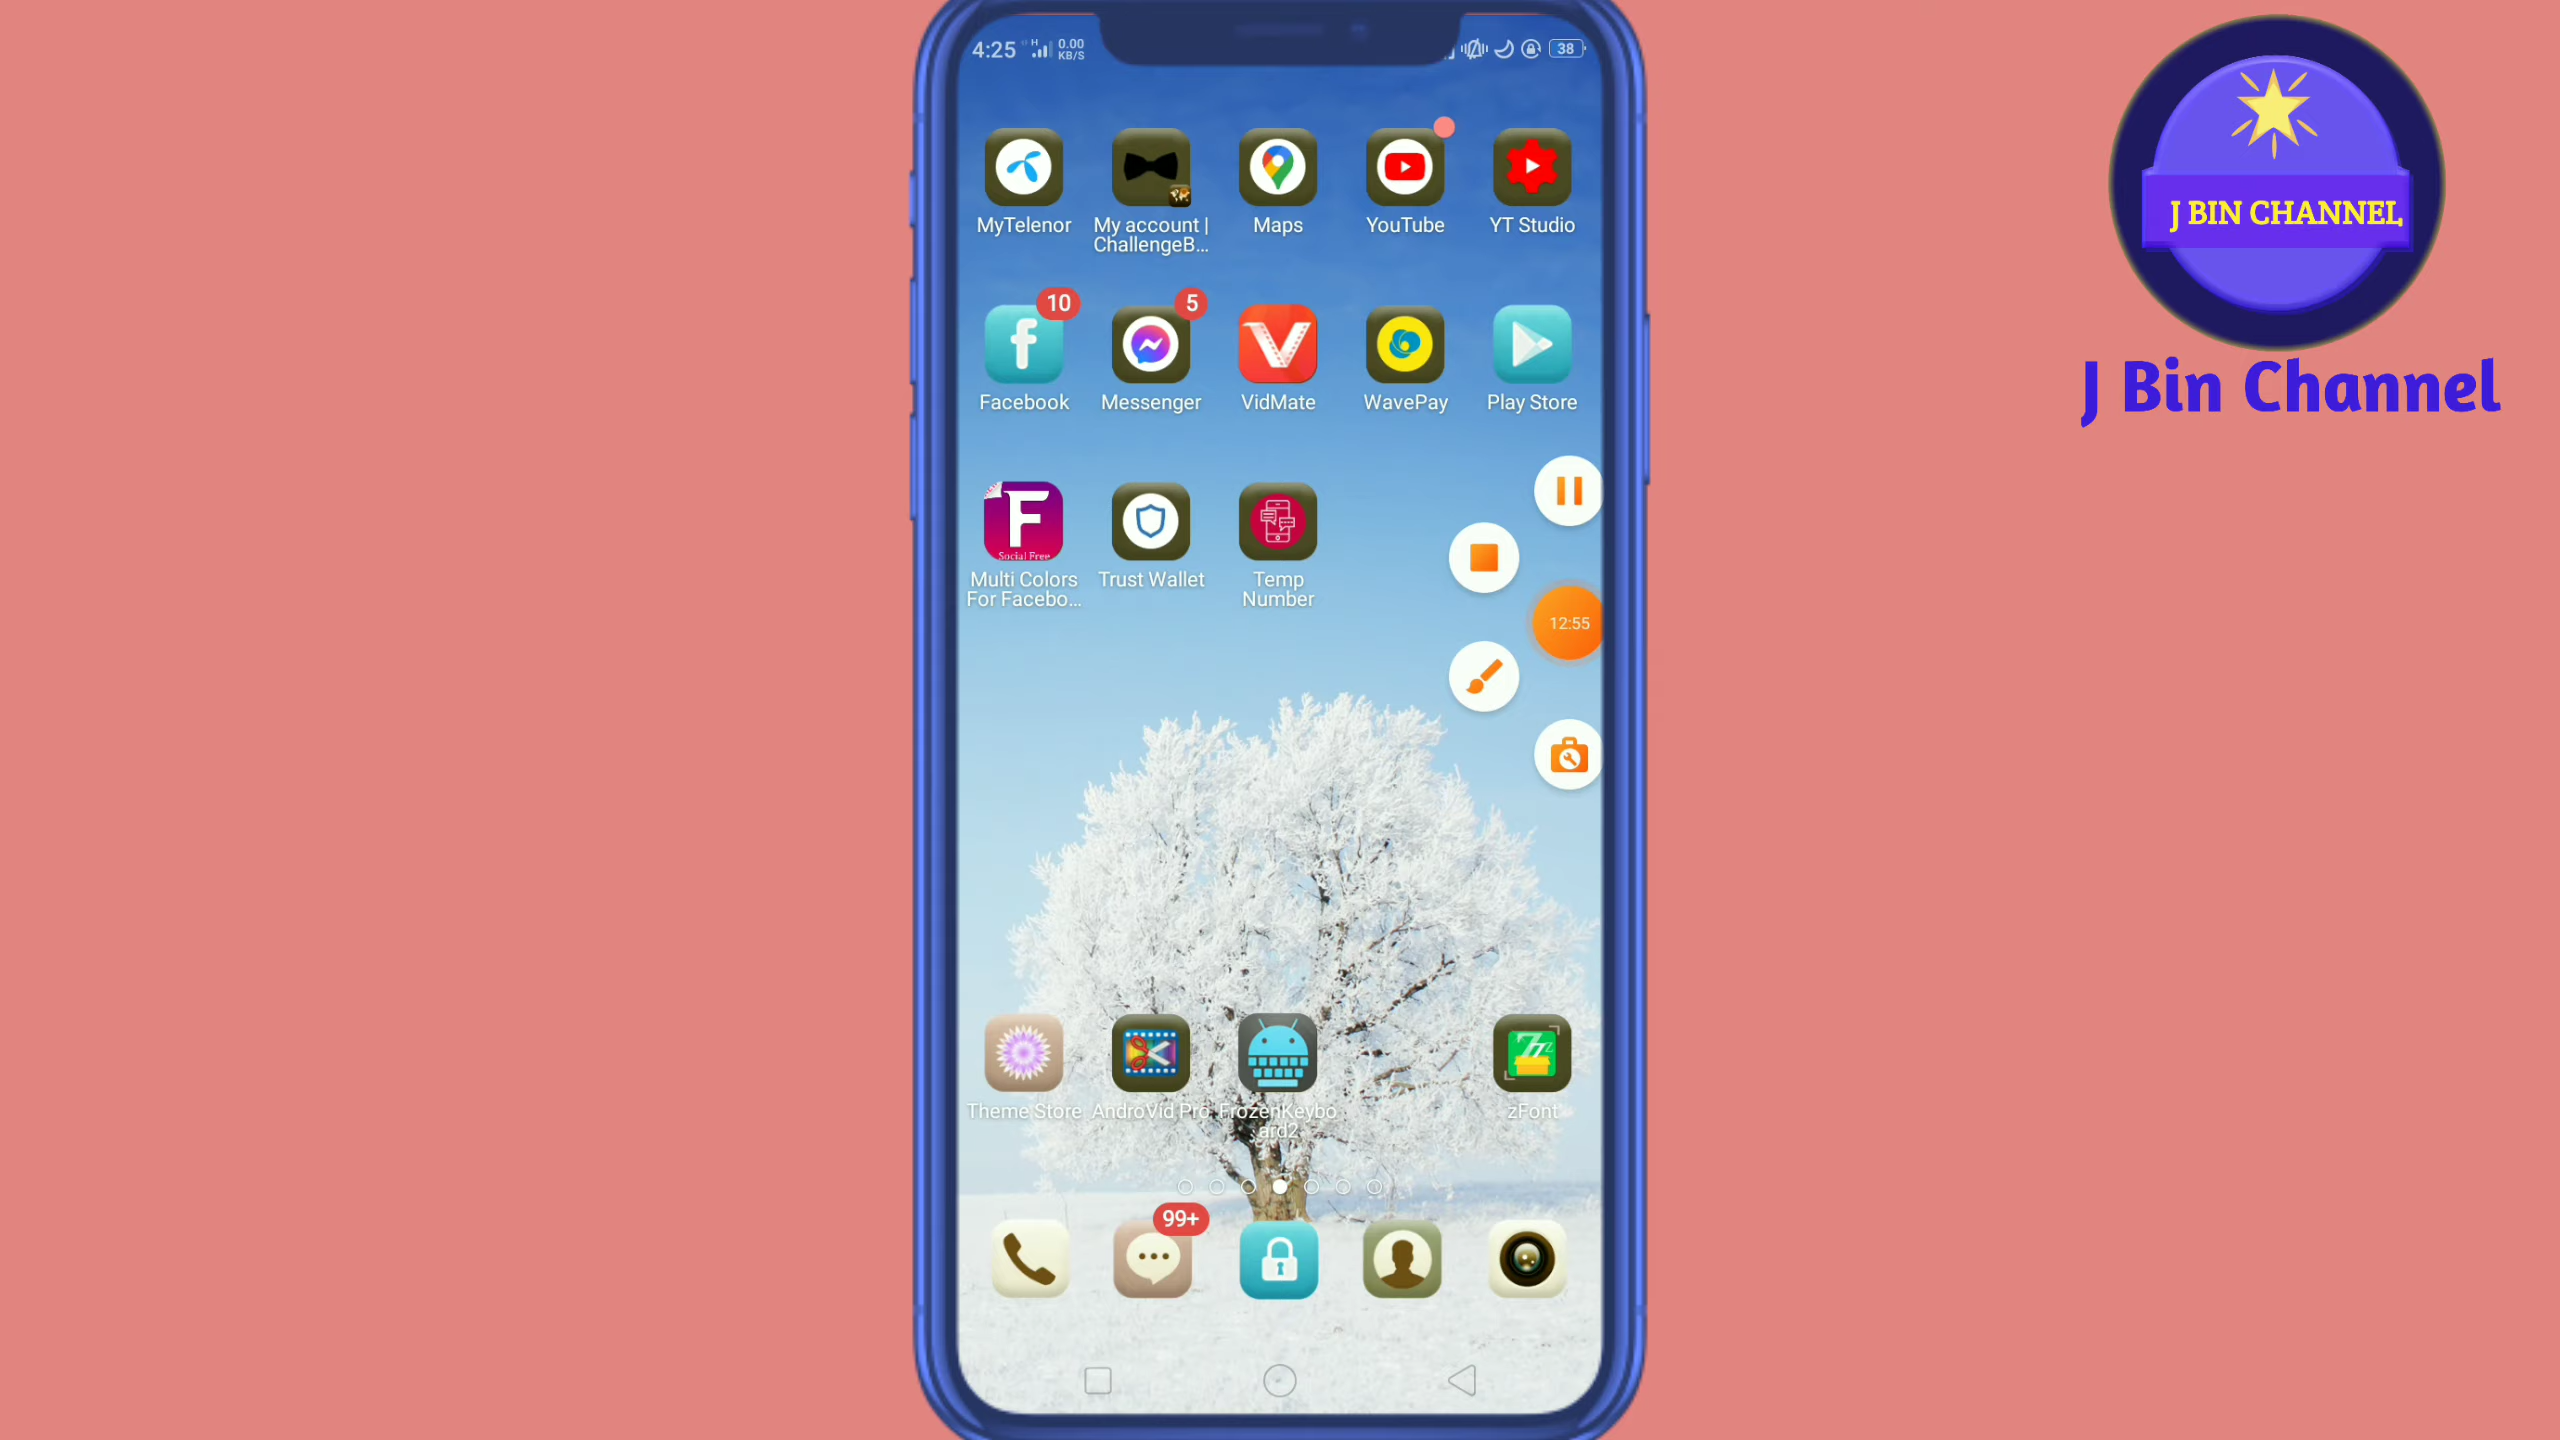 4:25 H 0.00
KB/S
38
J BIN CHANNEL
J Bin Channel
MyTelenor
My account |
ChallengeB...
Maps
YouTube
YT Studio
10
5
Facebook
Messenger
VidMate
WavePay
Play Store
F
Social Free
Multi Colors
For Facebo...
Trust Wallet
Temp
Number
12:55
Theme Store
AndroVid Pro
FrozenKeybo
ard2
zFont
99+